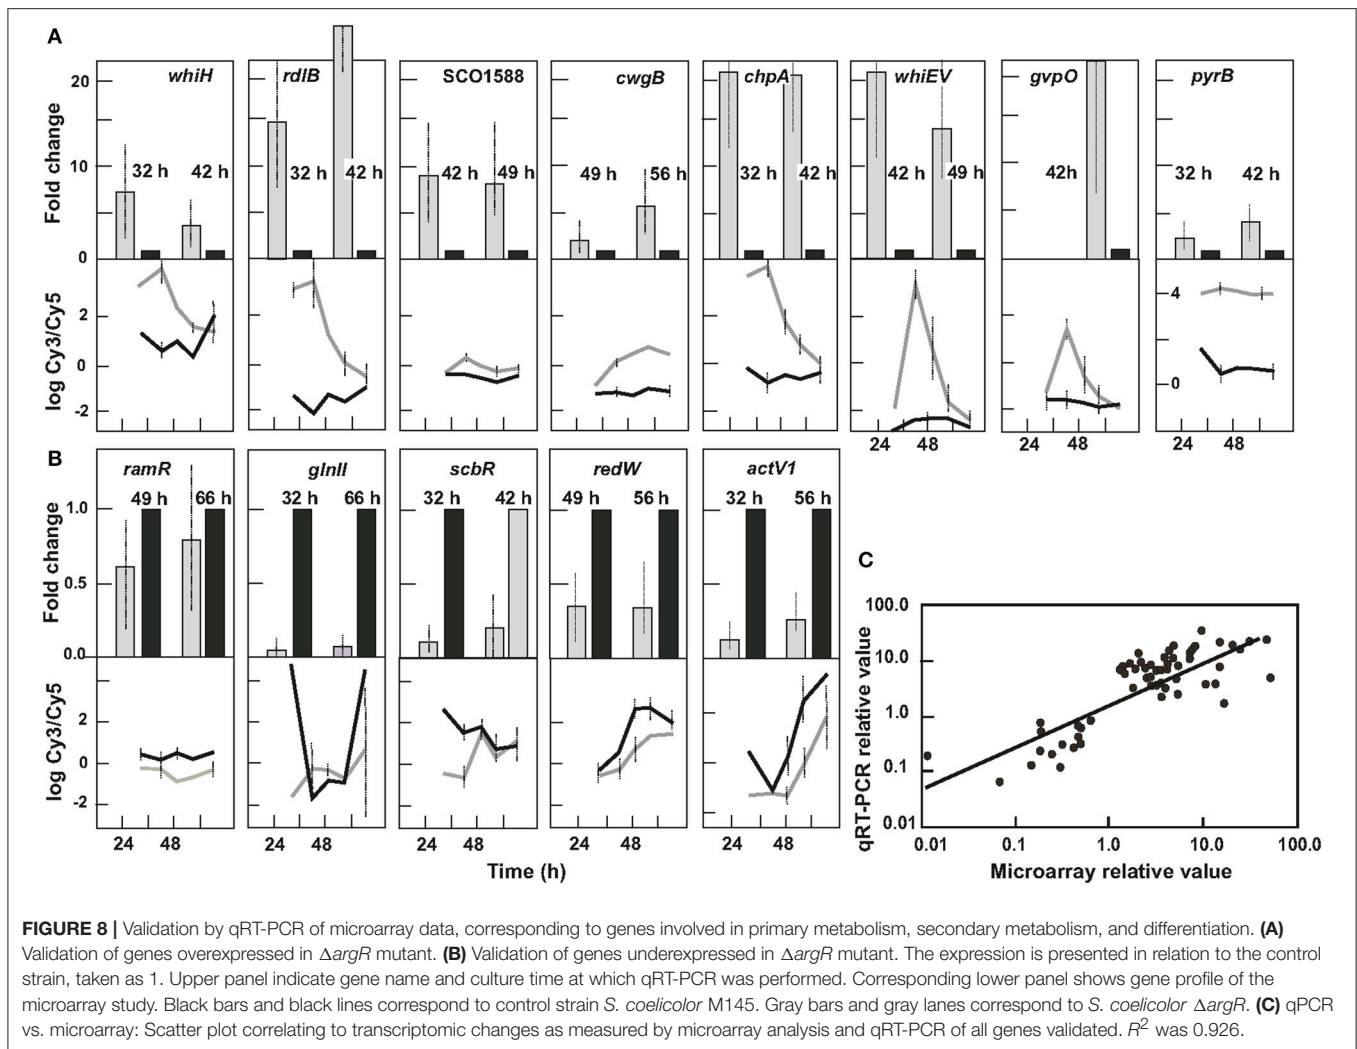 A
whiH rdlB SCO1588 cwgB chpA whiEV gvpO pyrB
20
10
0
Fold change
32 h 42 h 32 h 42 h 42 h 49 h 49 h 56 h 32 h 42 h 42 h 49 h 42h 32 h 42 h
2
0
-2
log Cy3/Cy5
4
0
24 48 24 48 24 48
B
ramR glnII scbR redW actV1
49 h 66 h 32 h 66 h 32 h 42 h 49 h 56 h 32 h 56 h
1.0
0.5
0.0
Fold change
2
0
-2
log Cy3/Cy5
24 48 24 48 24 48 24 48 24 48
Time (h)
C
100.0
10.0
1.0
0.1
0.01
qRT-PCR relative value
0.01 0.1 1.0 10.0 100.0
Microarray relative value
FIGURE 8 | Validation by qRT-PCR of microarray data, corresponding to genes involved in primary metabolism, secondary metabolism, and differentiation. (A)
Validation of genes overexpressed in ΔargR mutant. (B) Validation of genes underexpressed in ΔargR mutant. The expression is presented in relation to the control
strain, taken as 1. Upper panel indicate gene name and culture time at which qRT-PCR was performed. Corresponding lower panel shows gene profile of the
microarray study. Black bars and black lines correspond to control strain S. coelicolor M145. Gray bars and gray lanes correspond to S. coelicolor ΔargR. (C) qPCR
vs. microarray: Scatter plot correlating to transcriptomic changes as measured by microarray analysis and qRT-PCR of all genes validated. R² was 0.926.